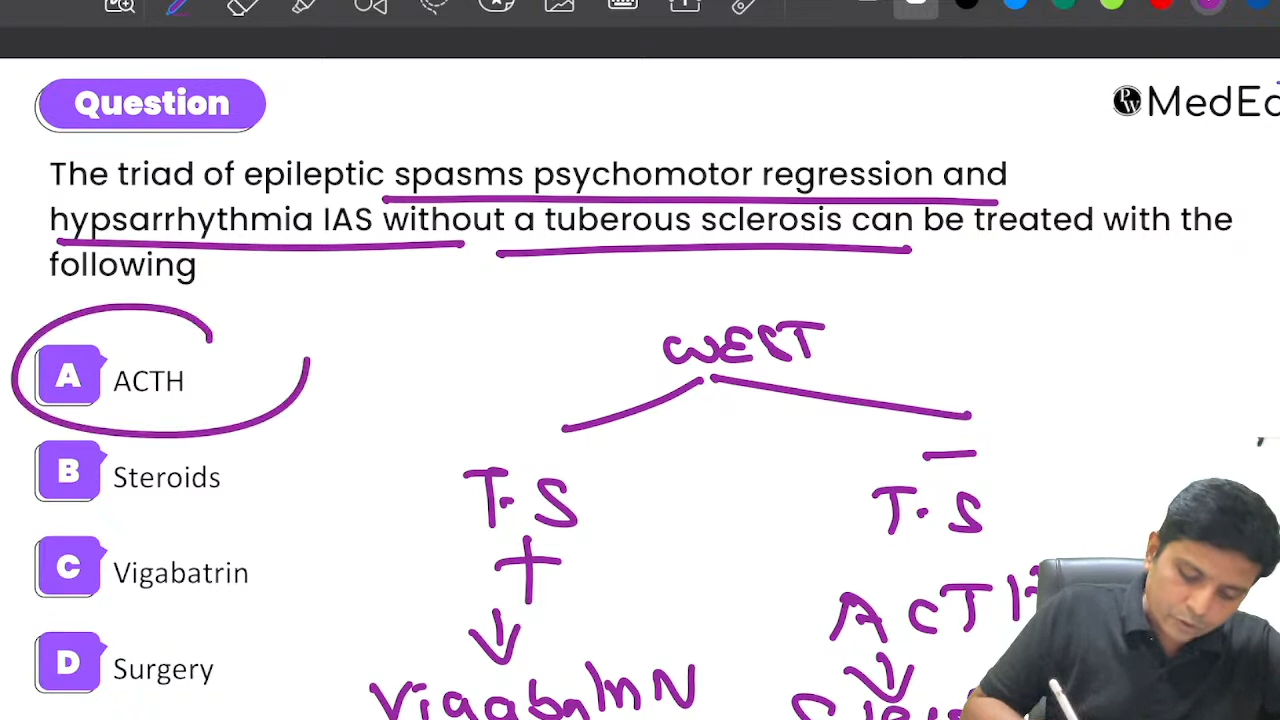 Question
PW MedEd
The triad of epileptic spasms psychomotor regression and
hypsarrhythmia IAS without a tuberous sclerosis can be treated with the
following
A ACTH
B Steroids
C Vigabatrin
D Surgery
WEST
T.S
+
T.S
ACTH